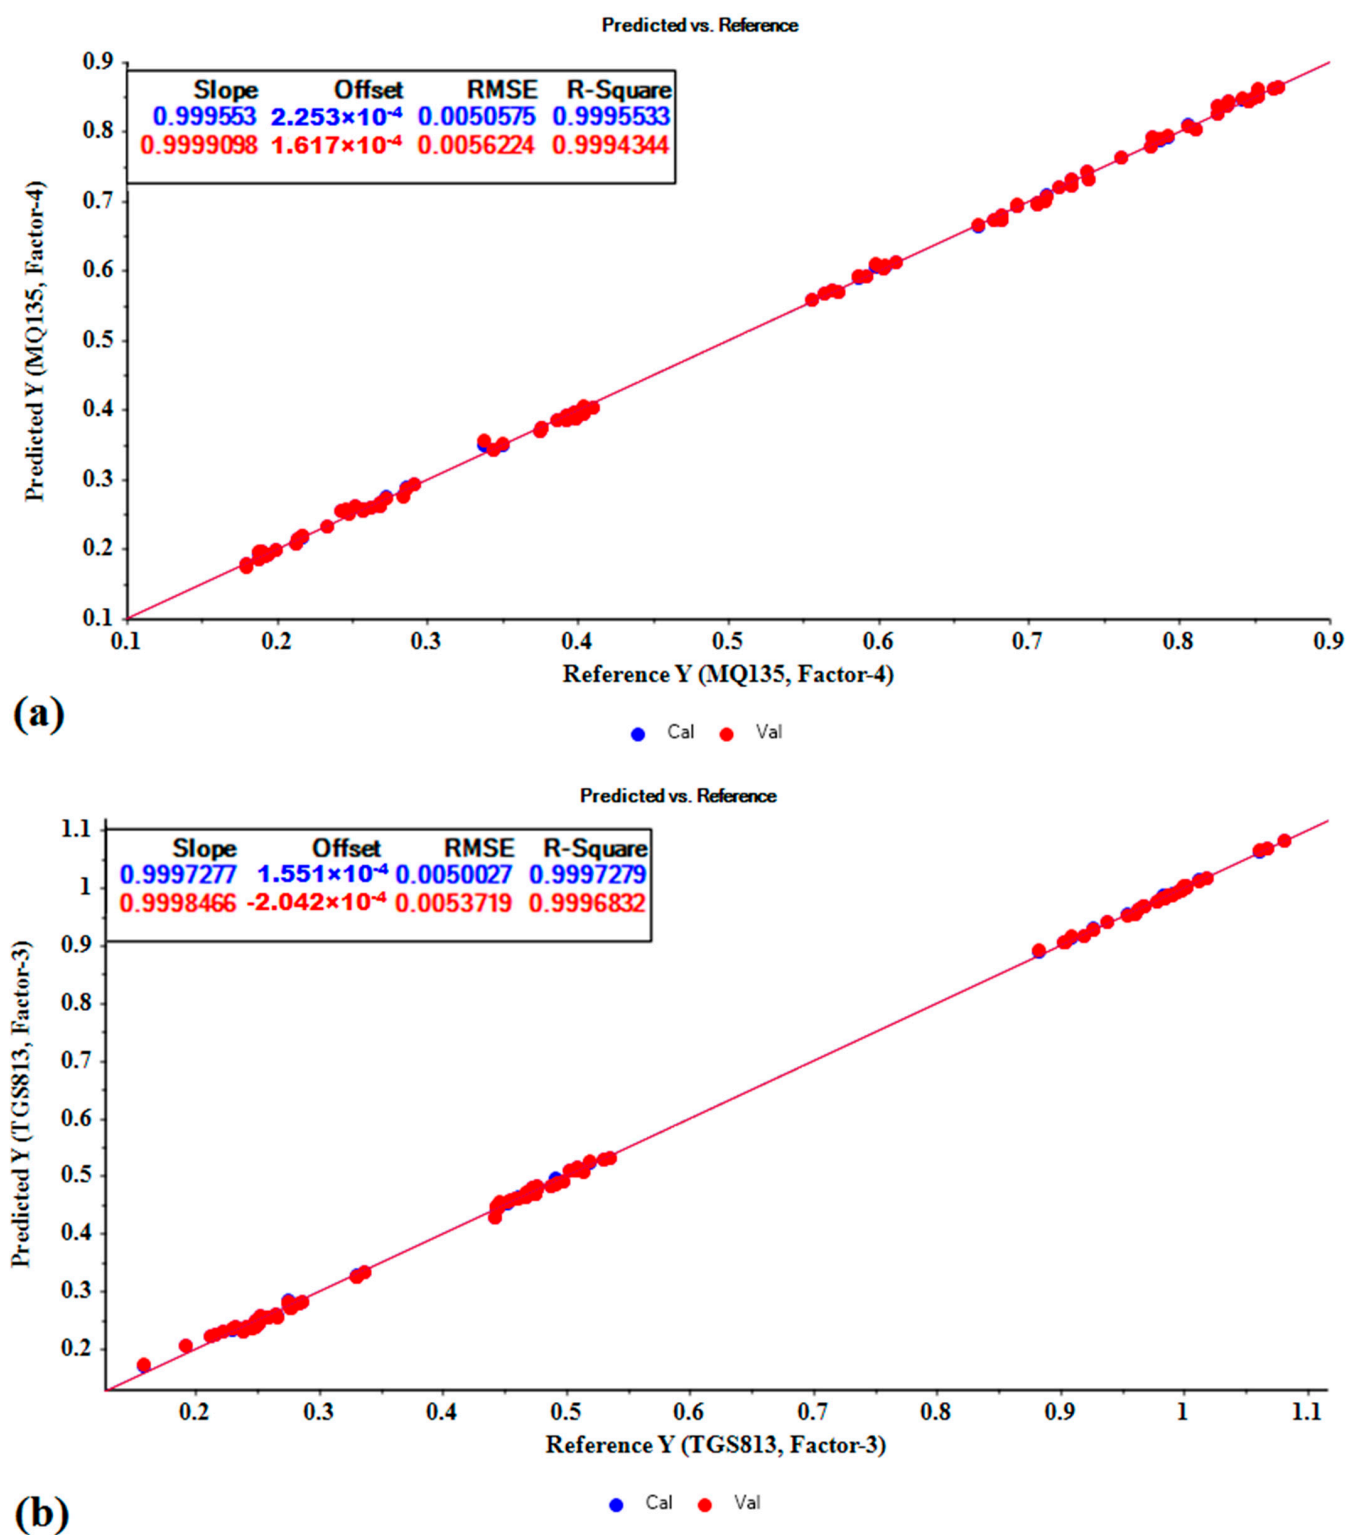 Predicted vs. Reference
Slope Offset RMSE R-Square
0.999553 2.253×10⁻⁴ 0.0050575 0.9995533
0.9999098 1.617×10⁻⁴ 0.0056224 0.9994344
Predicted Y (MQ135, Factor-4)
0.9
0.8
0.7
0.6
0.5
0.4
0.3
0.2
0.1
0.1 0.2 0.3 0.4 0.5 0.6 0.7 0.8 0.9
Reference Y (MQ135, Factor-4)
(a)
Cal Val
Predicted vs. Reference
Slope Offset RMSE R-Square
0.9997277 1.551×10⁻⁴ 0.0050027 0.9997279
0.9998466 -2.042×10⁻⁴ 0.0053719 0.9996832
Predicted Y (TGS813, Factor-3)
1.1
1
0.9
0.8
0.7
0.6
0.5
0.4
0.3
0.2
0.2 0.3 0.4 0.5 0.6 0.7 0.8 0.9 1 1.1
Reference Y (TGS813, Factor-3)
(b)
Cal Val